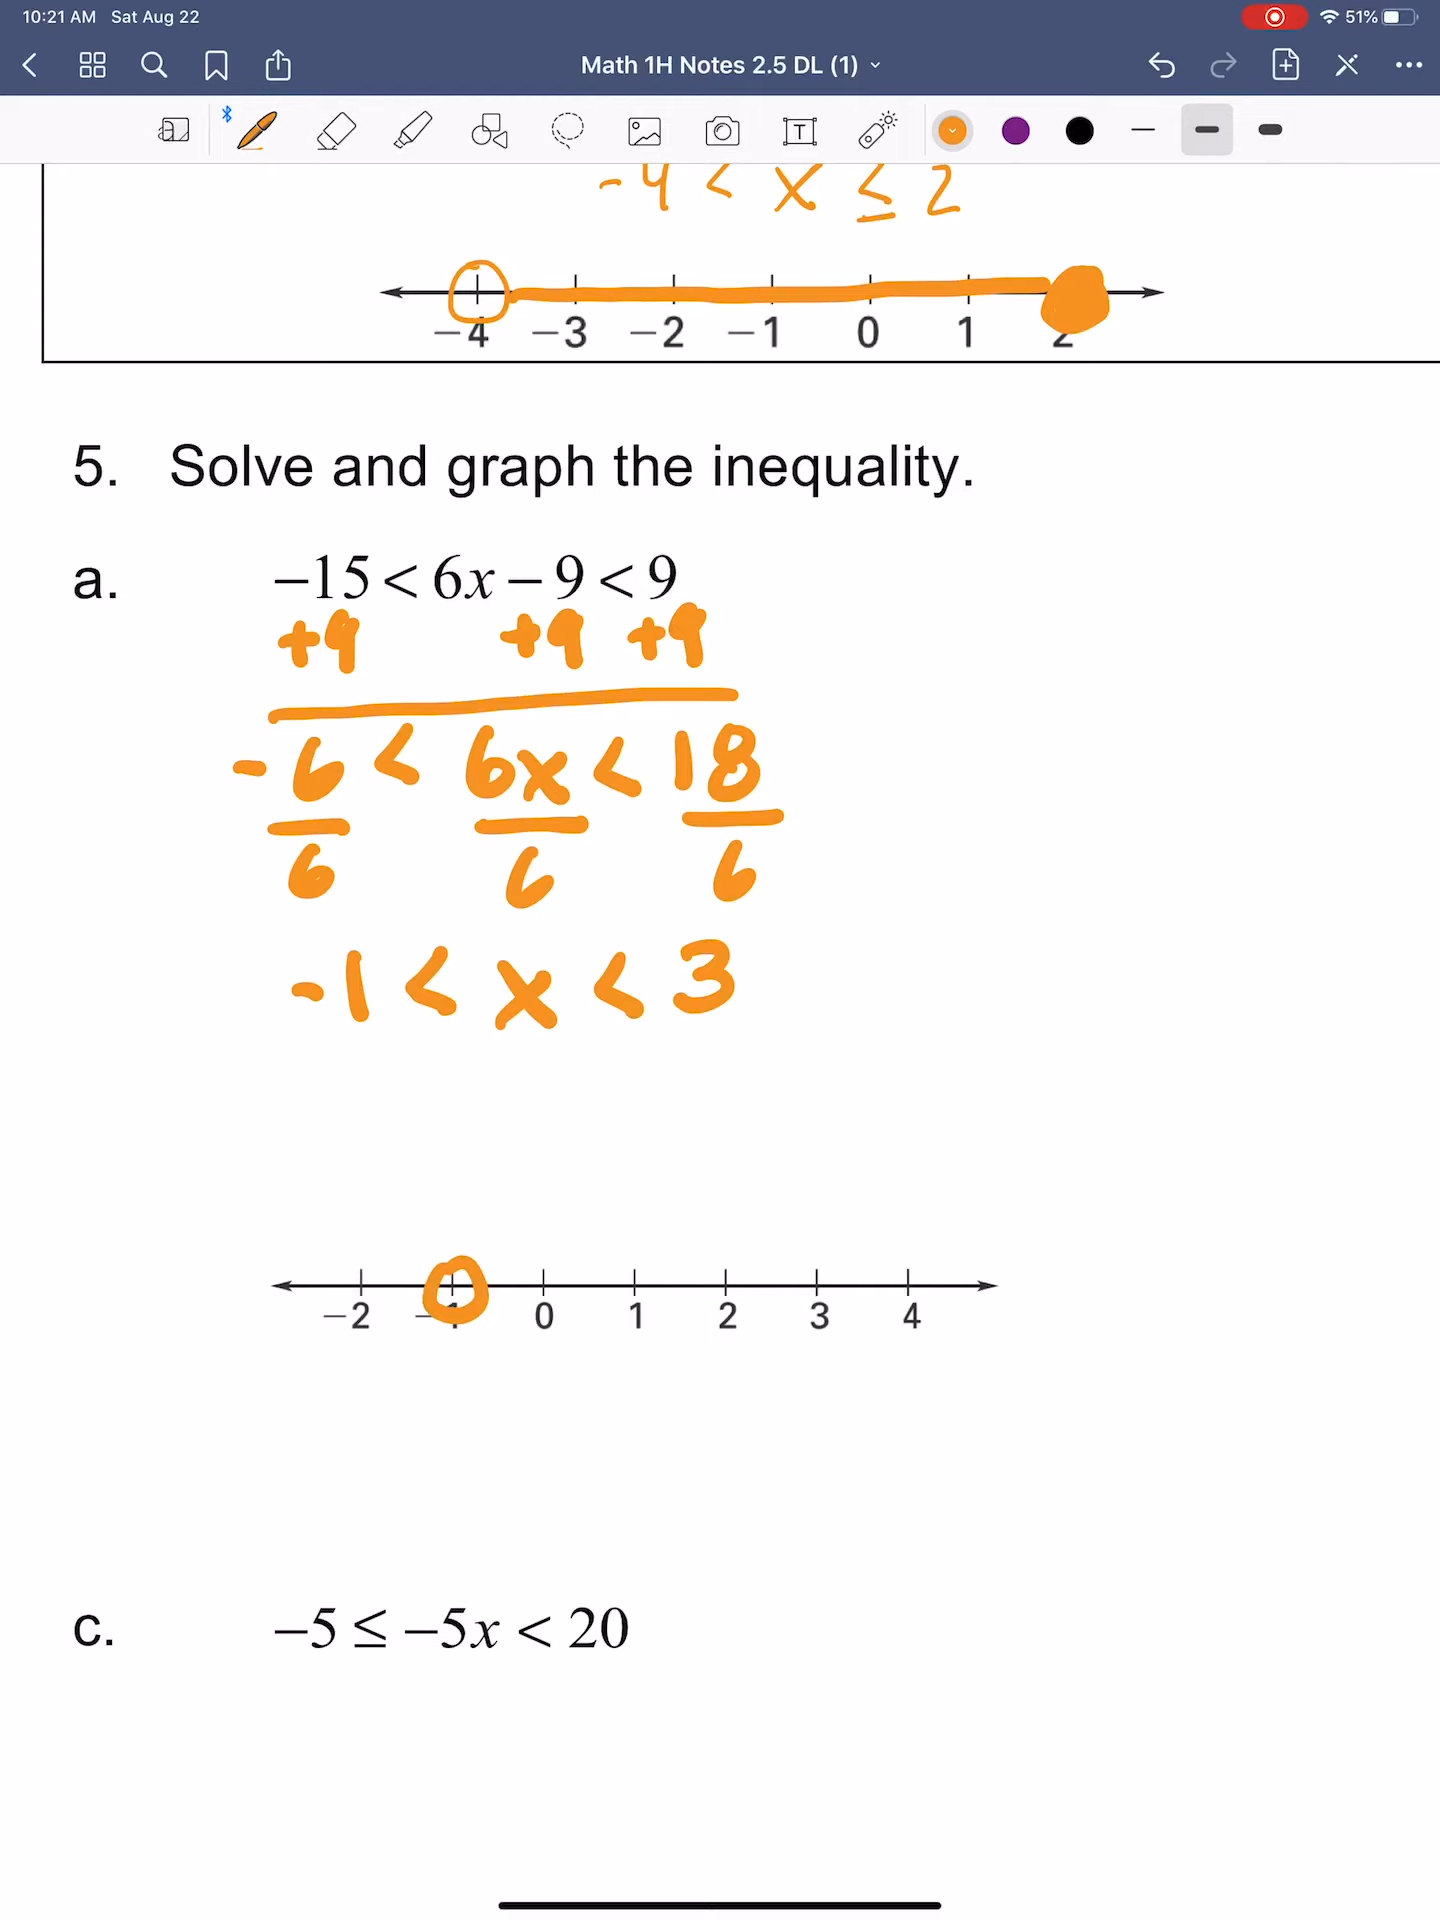 10:21 AM Sat Aug 22 51%
Math 1H Notes 2.5 DL (1)
-4 < x ≤ 2
−4 −3 −2 −1 0 1 2
5. Solve and graph the inequality.
a. −15 < 6x − 9 < 9
+9 +9 +9
-6 < 6x < 18
6 6 6
-1 < x < 3
−2 −1 0 1 2 3 4
c. −5 ≤ −5x < 20